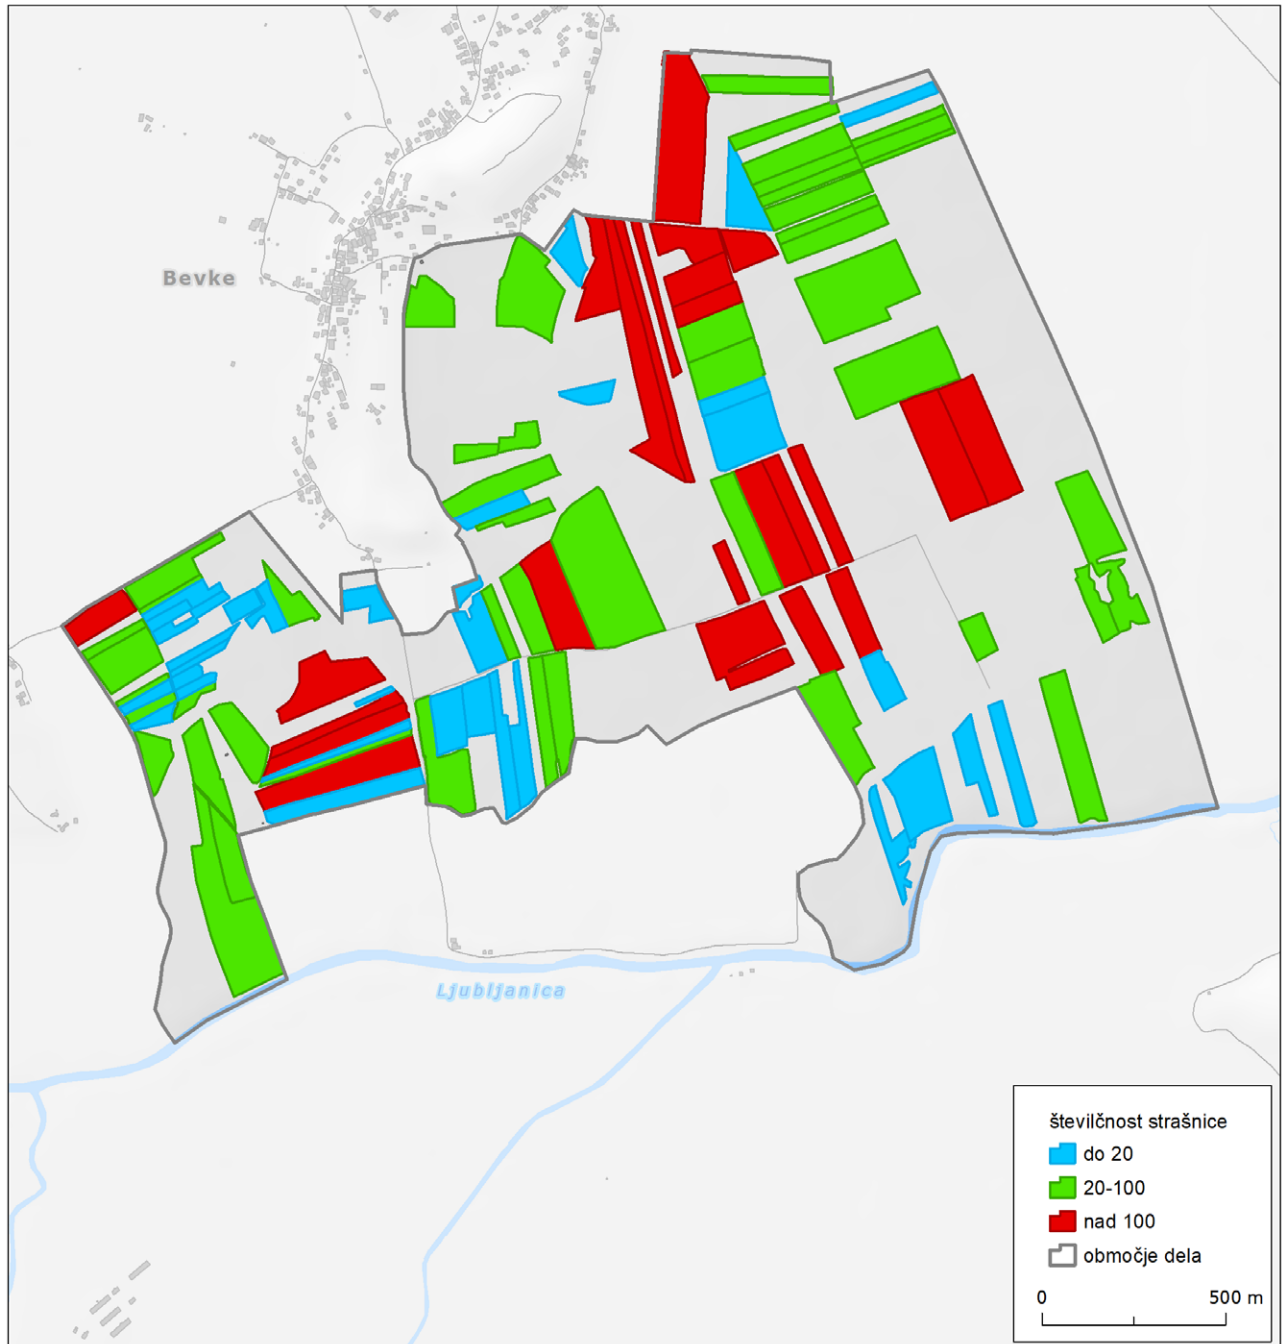 Bevke
Ljubljanica
številčnost strašnice
do 20
20-100
nad 100
območje dela
0 500 m